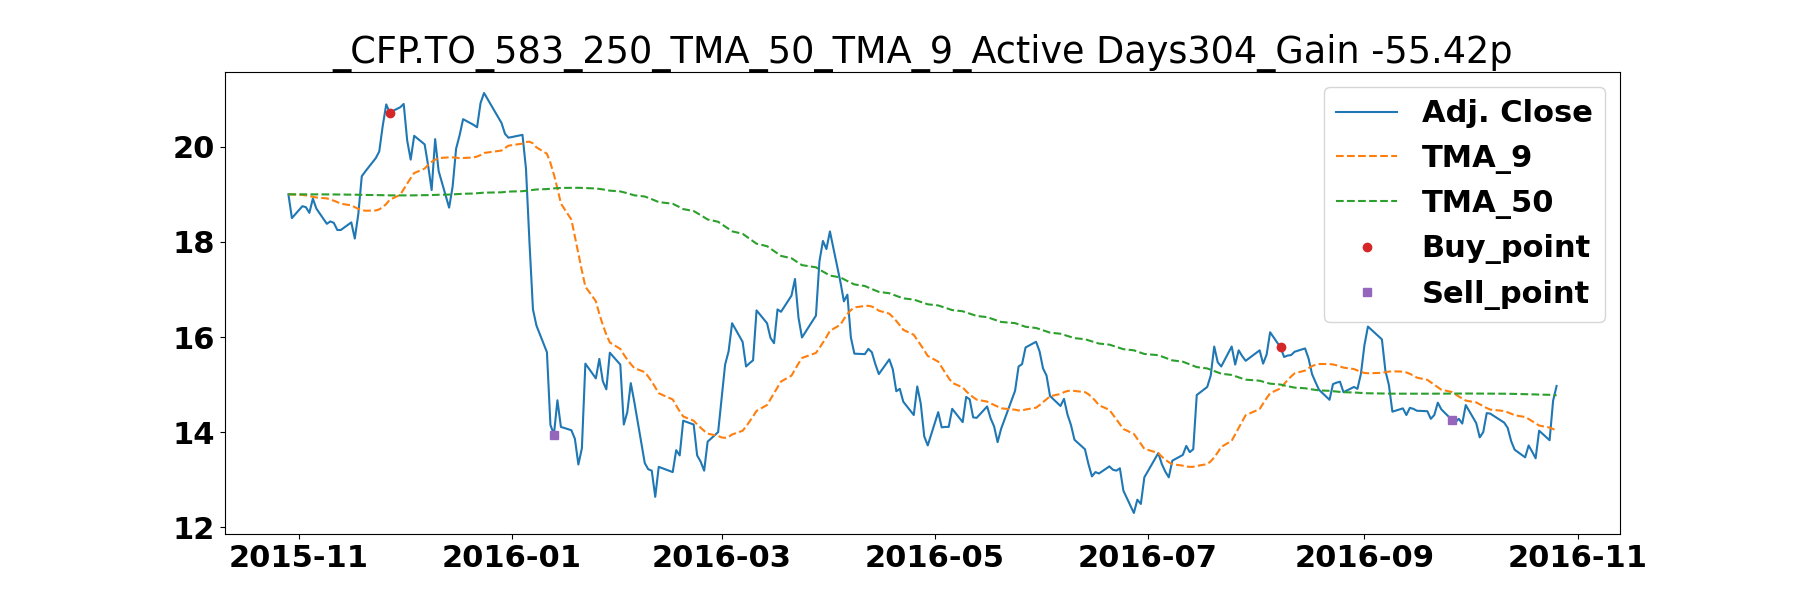 _CFP.TO_583_250_TMA_50_TMA_9_Active Days304_Gain -55.42p
Adj. Close
TMA_9
TMA_50
Buy_point
Sell_point
20
18
16
14
12
2015-11 2016-01 2016-03 2016-05 2016-07 2016-09 2016-11